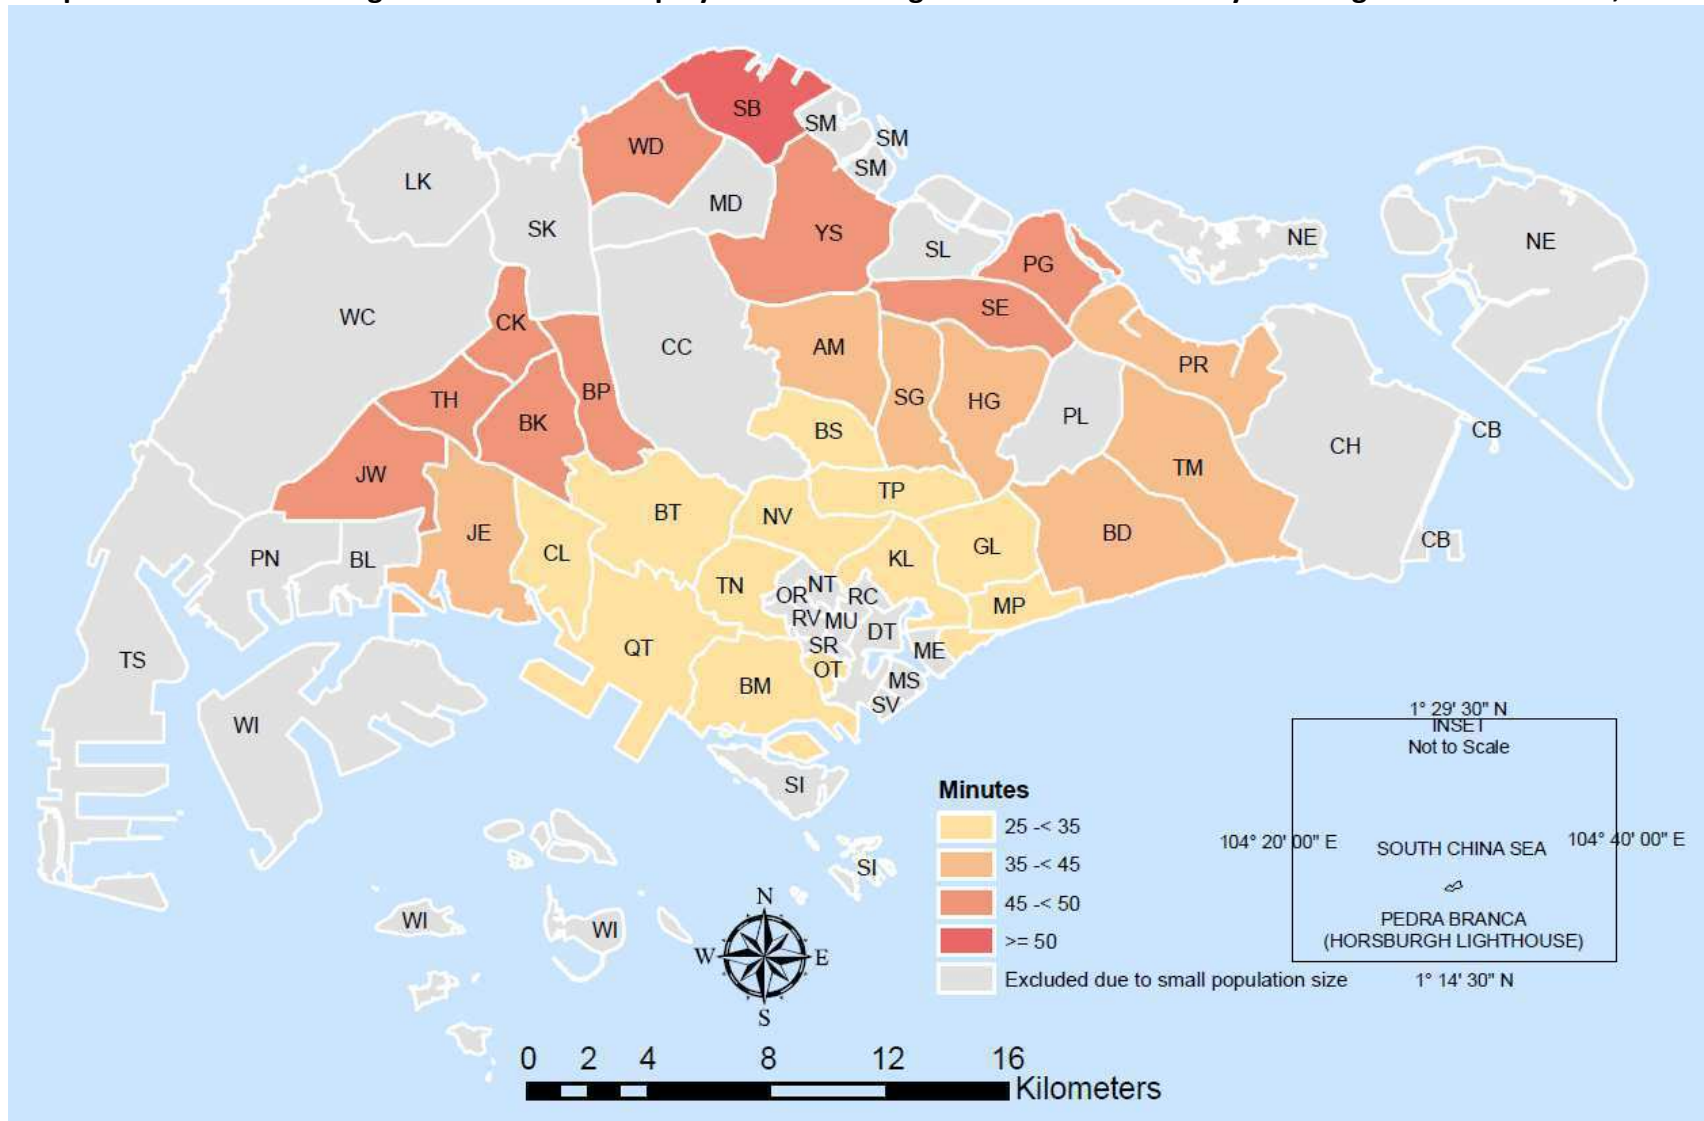 SB
SM
SM
SM
WD
LK
MD
SK
YS
SL
NE
NE
PG
WC
CK
SE
CC
AM
PR
BP
TH
SG
HG
BK
BS
PL
CB
CH
JW
TM
TP
BT
NV
JE
CL
BD
CB
PN
BL
KL
GL
TN
NT
OR
RC
MP
RV
MU
DT
QT
SR
ME
TS
OT
BM
MS
SV
WI
SI
SI
WI
WI
Minutes
25 -< 35
35 -< 45
45 -< 50
>= 50
Excluded due to small population size
1° 29' 30" N
INSET
Not to Scale
104° 20' 00" E
SOUTH CHINA SEA
104° 40' 00" E
PEDRA BRANCA
(HORSBURGH LIGHTHOUSE)
1° 14' 30" N
N
W
E
S
0 2 4 8 12 16
Kilometers